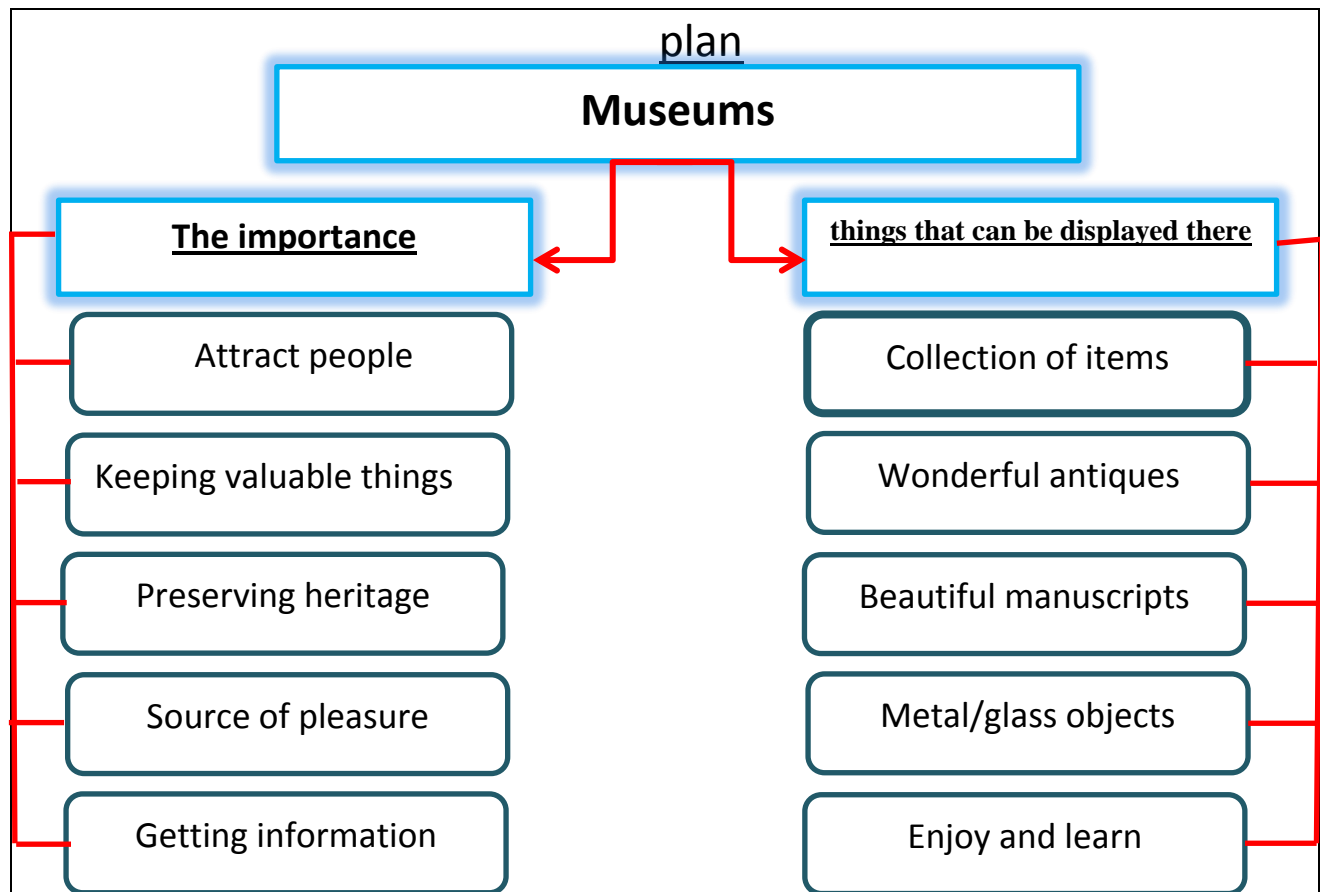 plan
Museums
The importance
things that can be displayed there
Attract people
Collection of items
Keeping valuable things
Wonderful antiques
Preserving heritage
Beautiful manuscripts
Source of pleasure
Metal/glass objects
Getting information
Enjoy and learn